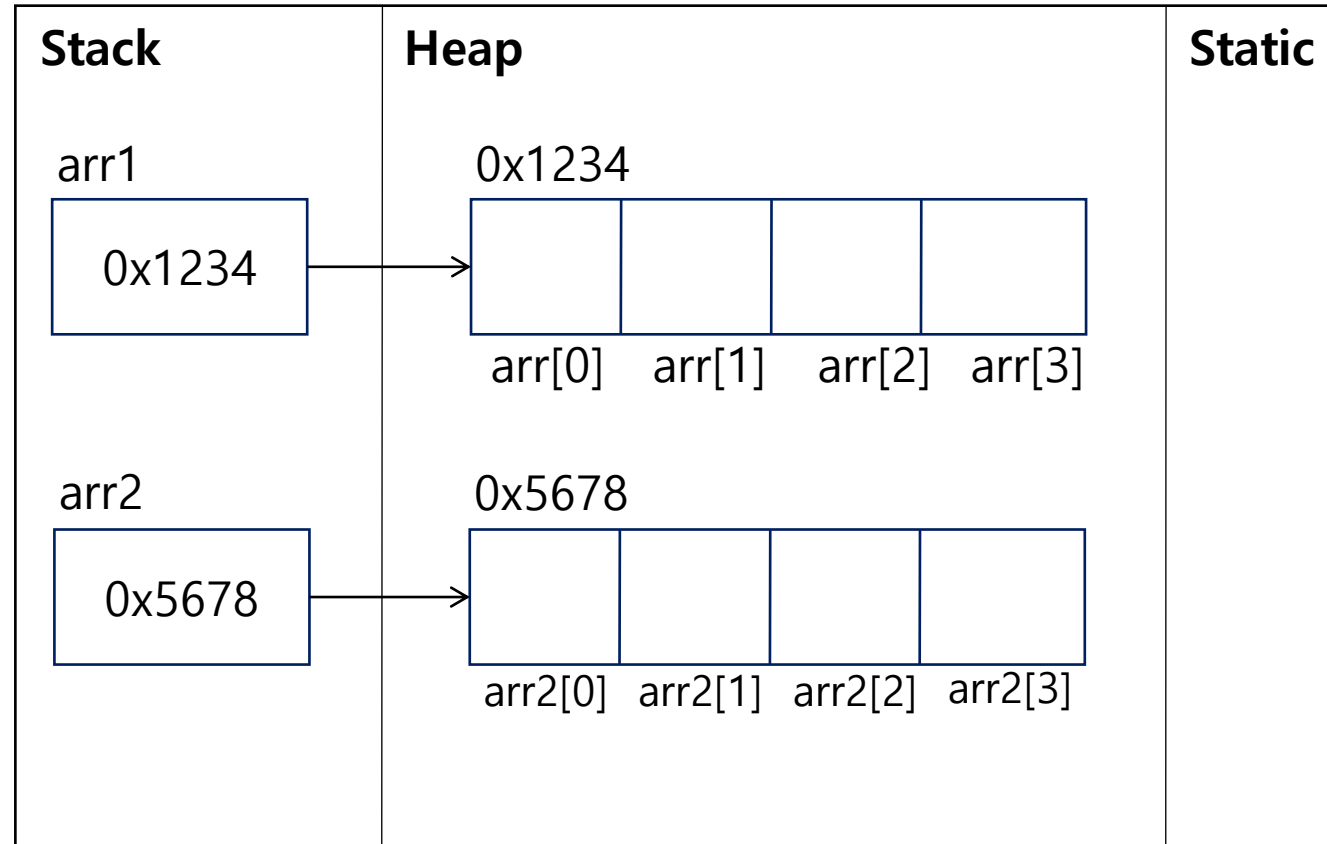 Stack Heap Static
arr1 0x1234
0x1234
arr[0] arr[1] arr[2] arr[3]
arr2 0x5678
0x5678
arr2[0] arr2[1] arr2[2] arr2[3]